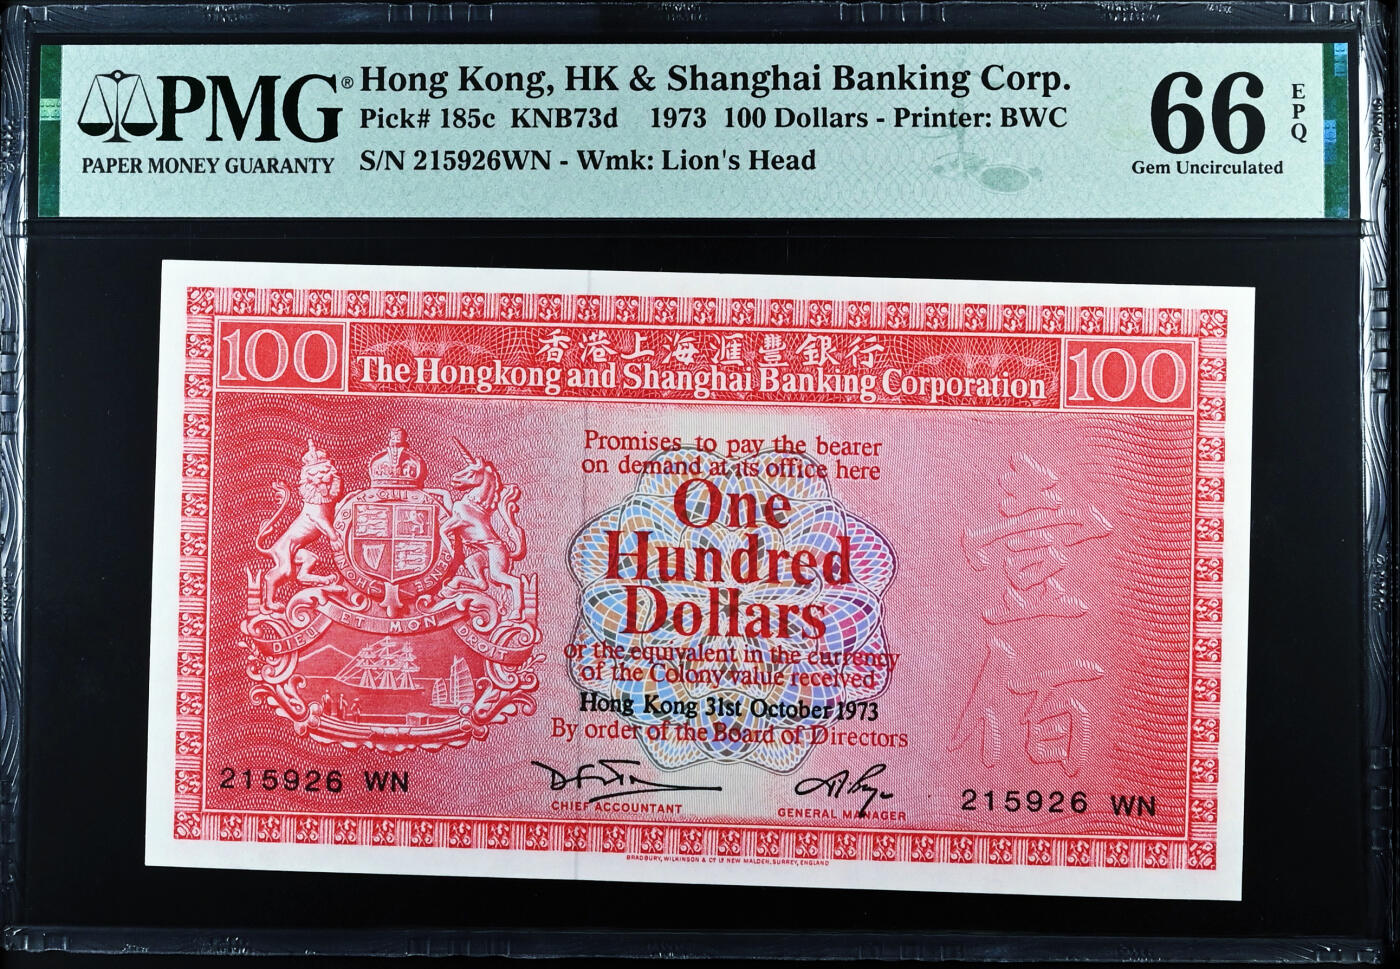 PMG®
PAPER MONEY GUARANTY
Hong Kong, HK & Shanghai Banking Corp.
Pick# 185c KNB73d 1973 100 Dollars - Printer: BWC
S/N 215926WN - Wmk: Lion's Head
66
EPQ
Gem Uncirculated
100
香港上海滙豐銀行
The Hongkong and Shanghai Banking Corporation
100
Promises to pay the bearer
on demand at its office here
One
Hundred
Dollars
or the equivalent in the currency
of the Colony value received
Hong Kong 31st October 1973
By order of the Board of Directors
壹
佰
DIEU ET MON DROIT
215926 WN
CHIEF ACCOUNTANT
GENERAL MANAGER
215926 WN
BRADBURY, WILKINSON & Cº Lº NEW MALDEN, SURREY, ENGLAND